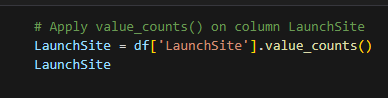 # Apply value_counts() on column LaunchSite
LaunchSite = df['LaunchSite'].value_counts()
LaunchSite